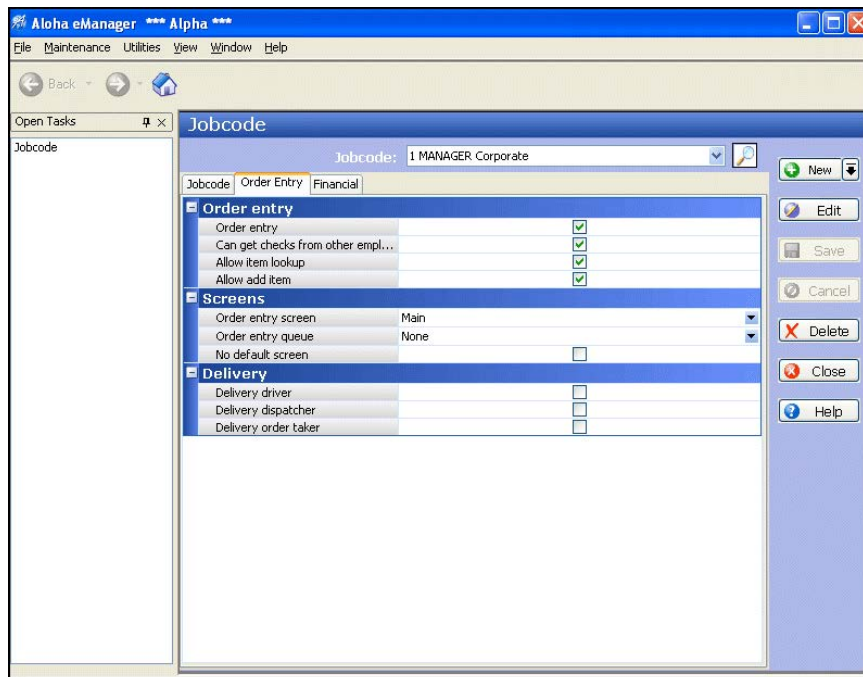 Aloha eManager *** Alpha ***
File Maintenance Utilities View Window Help
Back
Open Tasks
Jobcode
Jobcode
Jobcode: 1 MANAGER Corporate
Jobcode Order Entry Financial
Order entry
Order entry
Can get checks from other empl...
Allow item lookup
Allow add item
Screens
Order entry screen Main
Order entry queue None
No default screen
Delivery
Delivery driver
Delivery dispatcher
Delivery order taker
New
Edit
Save
Cancel
Delete
Close
Help